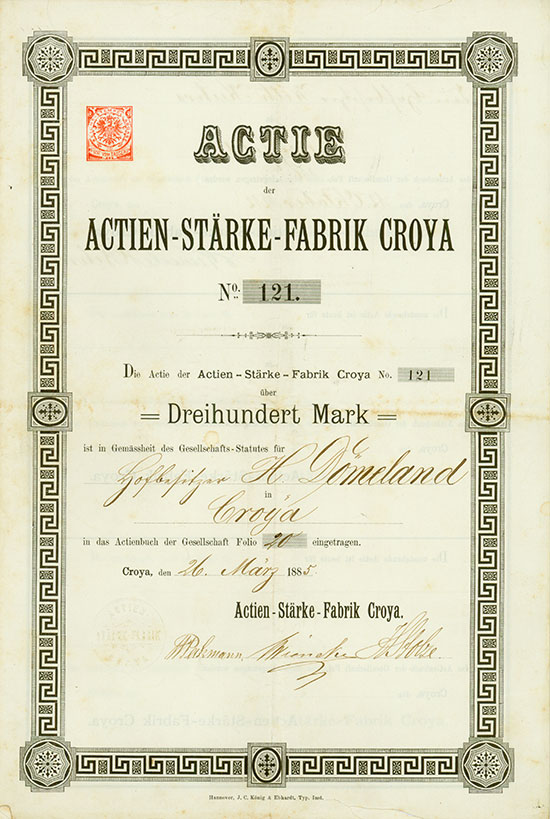 ACTIE
der
ACTIEN-STÄRKE-FABRIK CROYA
No. 121.
Die Actie der Actien-Stärke-Fabrik Croya No. 121
über
= Dreihundert Mark =
ist in Gemässheit des Gesellschafts-Statutes für
Hofbesitzer H. Dömeland
in
Croÿa
in das Actienbuch der Gesellschaft Folio 20 eingetragen.
Croya, den 26. März 1885
Actien-Stärke-Fabrik Croya.
Hannover, J. C. König & Ebhardt, Typ. Inst.